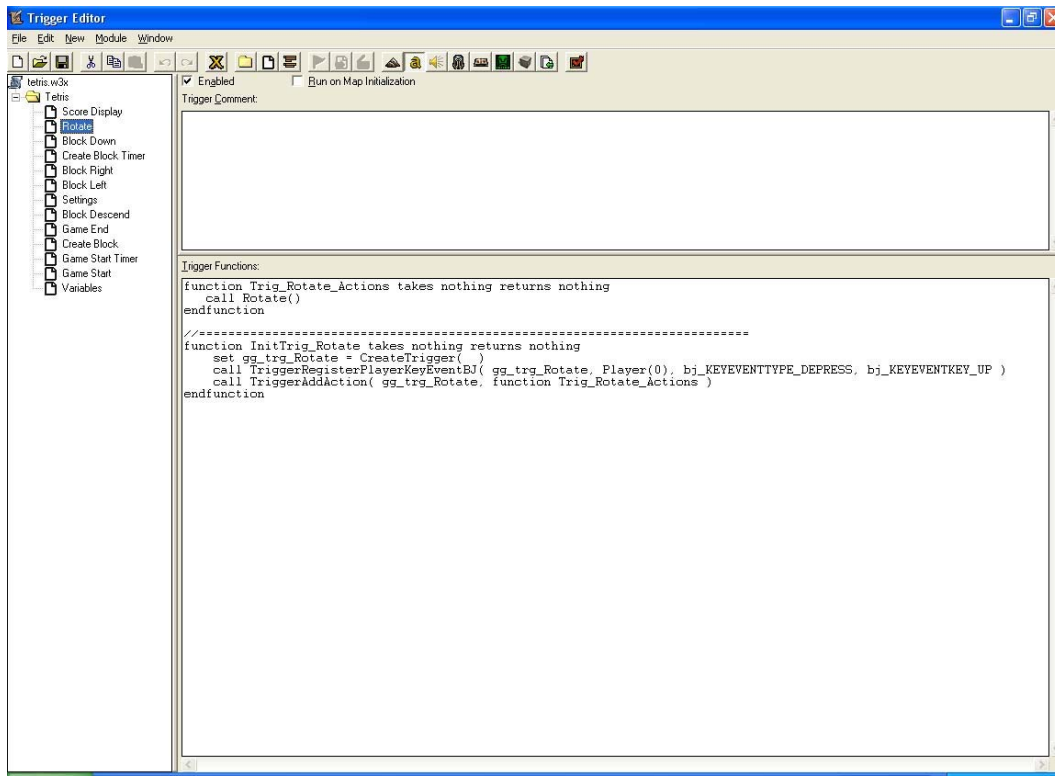 Trigger Editor
File Edit New Module Window
tetris.w3x
Tetris
Score Display
Rotate
Block Down
Create Block Timer
Block Right
Block Left
Settings
Block Descend
Game End
Create Block
Game Start Timer
Game Start
Variables
Enabled Run on Map Initialization
Trigger Comment:
Trigger Functions:
function Trig_Rotate_Actions takes nothing returns nothing
call Rotate()
endfunction
//===========================================================================
function InitTrig_Rotate takes nothing returns nothing
set gg_trg_Rotate = CreateTrigger(  )
call TriggerRegisterPlayerKeyEventBJ( gg_trg_Rotate, Player(0), bj_KEYEVENTTYPE_DEPRESS, bj_KEYEVENTKEY_UP )
call TriggerAddAction( gg_trg_Rotate, function Trig_Rotate_Actions )
endfunction